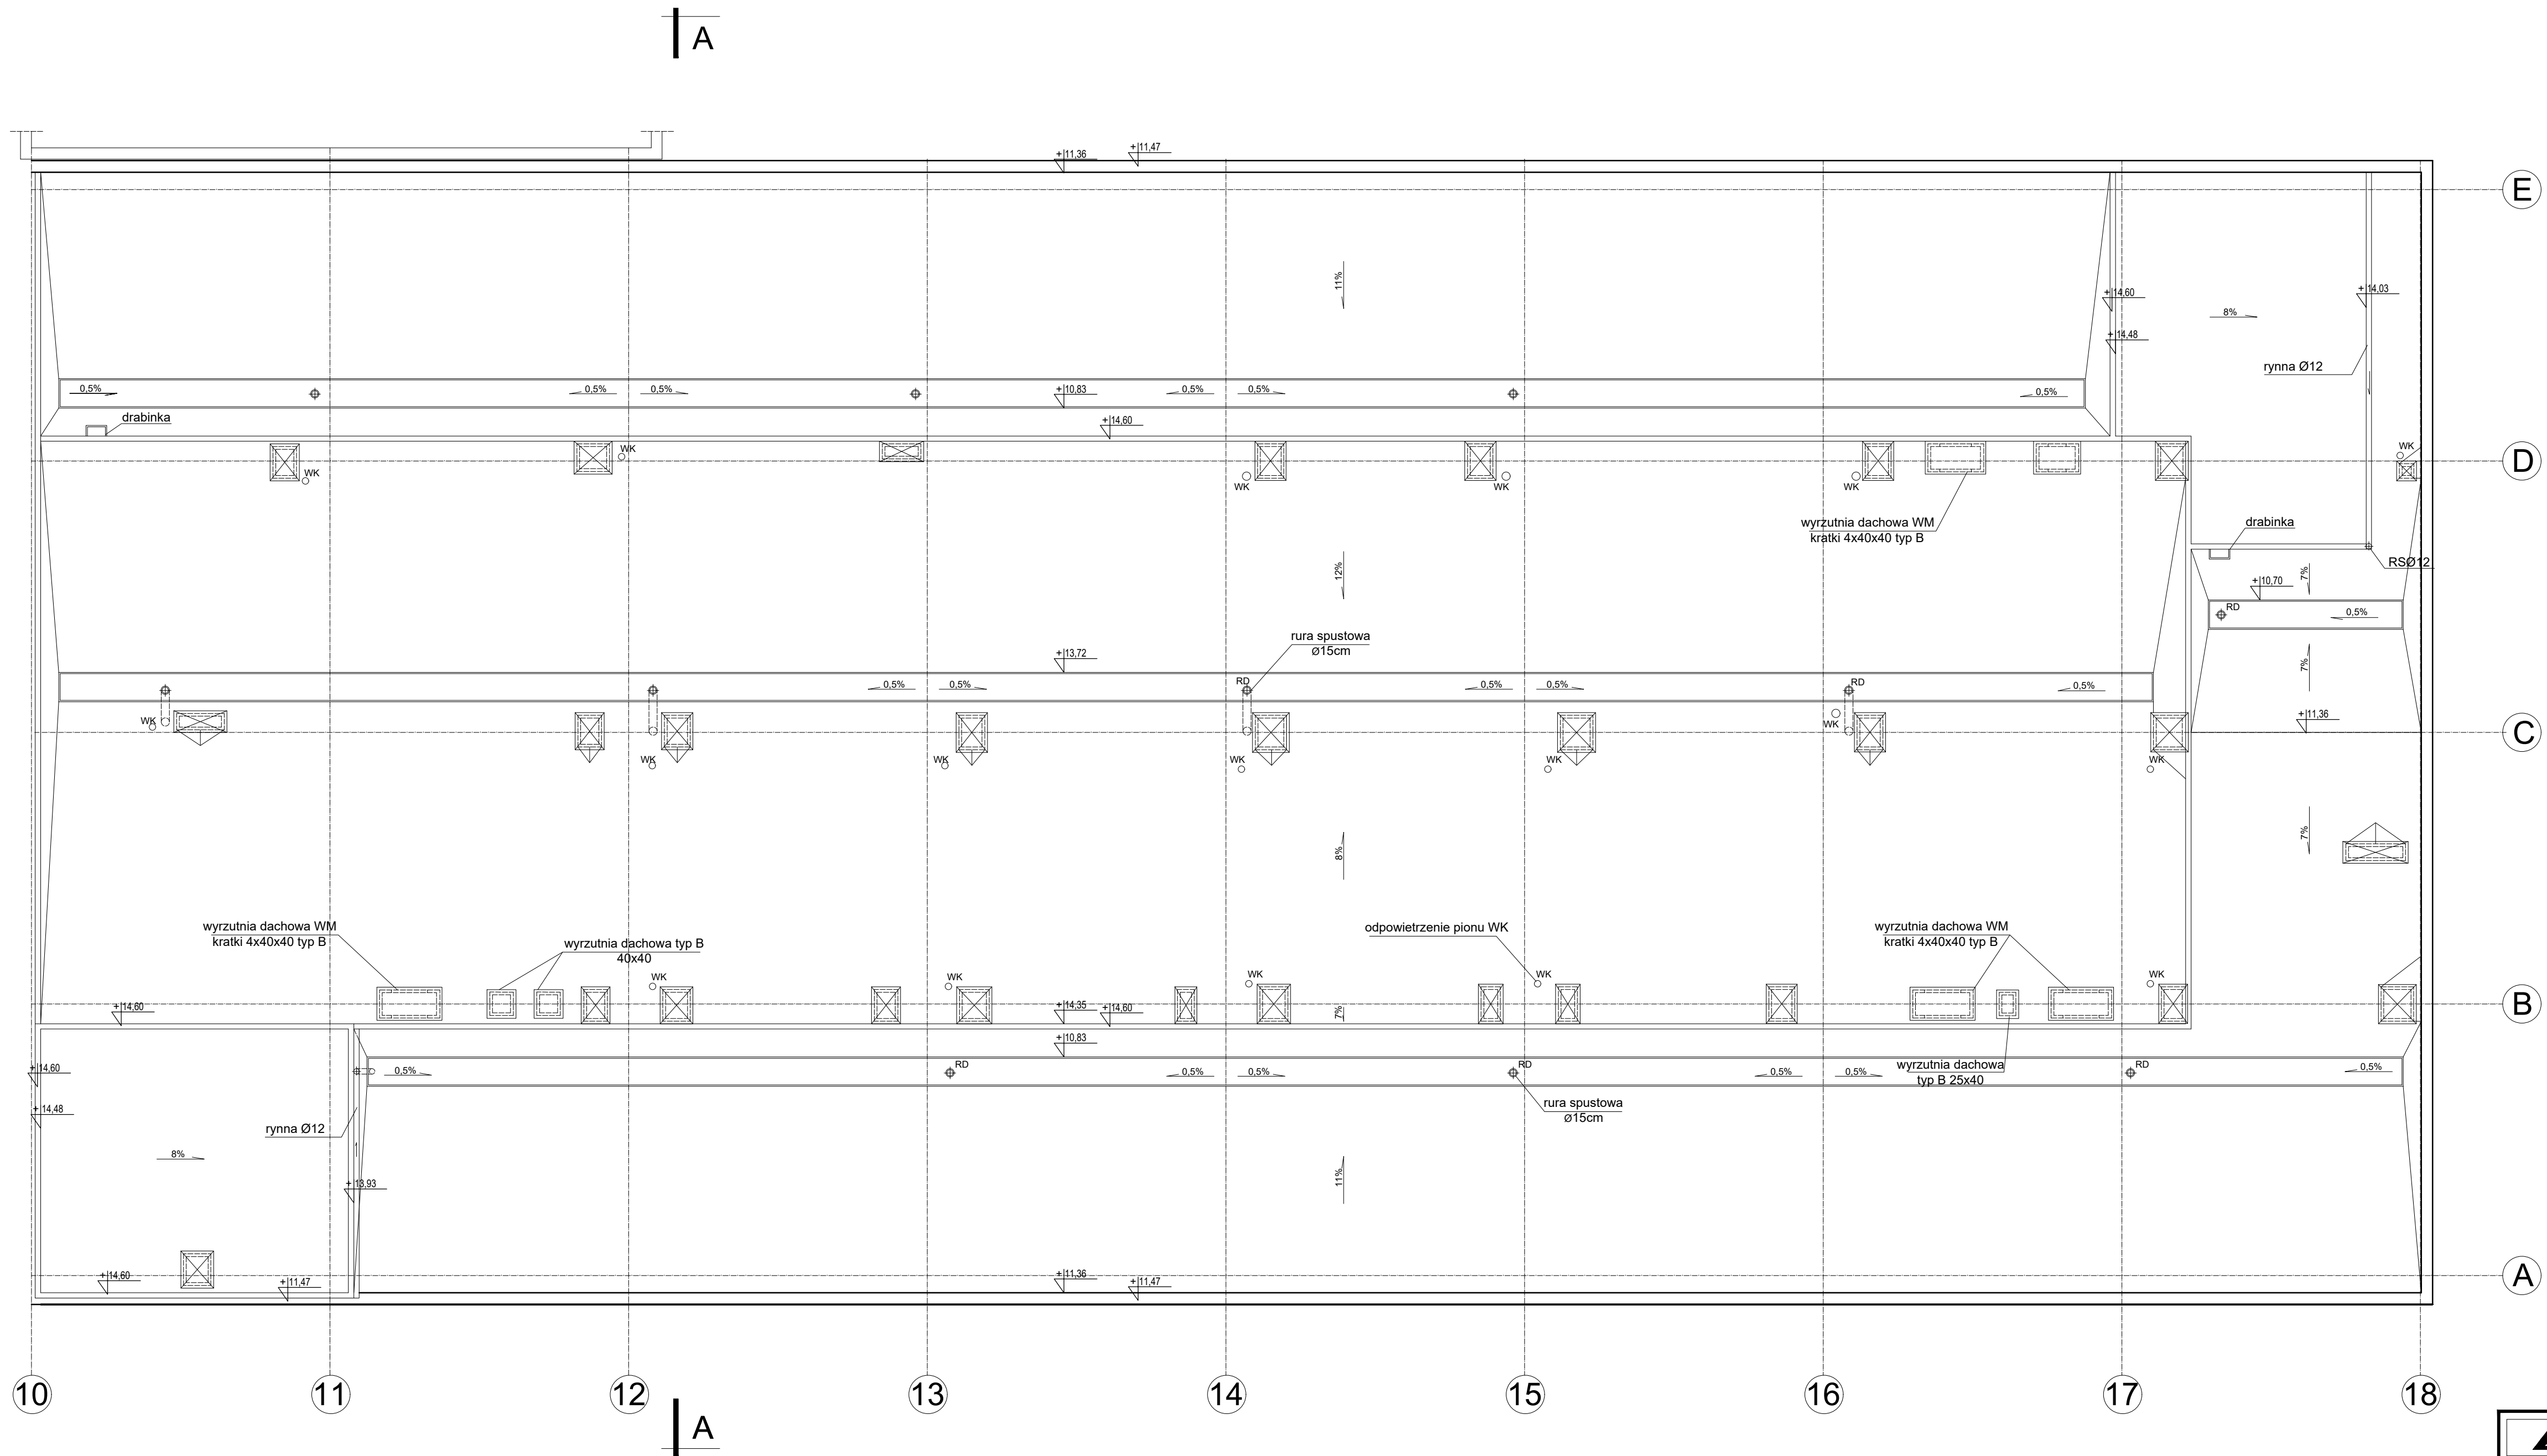 A
+11,36
+11,47
E
11%
+14,60
+14,03
8%
+14,48
rynna Ø12
0,5%
0,5%
0,5%
+10,83
0,5%
0,5%
0,5%
drabinka
+14,60
WK
WK
WK
WK
WK
WK
D
wyrzutnia dachowa WM
kratki 4x40x40 typ B
drabinka
RSØ12
12%
7%
+10,70
RD
0,5%
rura spustowa
Ø15cm
+13,72
RD
RD
0,5%
0,5%
0,5%
0,5%
0,5%
7%
WK
WK
+11,36
C
WK
WK
WK
WK
WK
8%
7%
wyrzutnia dachowa WM
kratki 4x40x40 typ B
wyrzutnia dachowa typ B
40x40
odpowietrzenie pionu WK
wyrzutnia dachowa WM
kratki 4x40x40 typ B
WK
WK
WK
WK
WK
+14,60
+14,35
+14,60
7%
B
+10,83
+14,60
0,5%
RD
0,5%
0,5%
RD
0,5%
0,5%
wyrzutnia dachowa
typ B 25x40
RD
0,5%
+14,48
rura spustowa
Ø15cm
rynna Ø12
8%
11%
+13,93
+14,60
+11,47
+11,36
+11,47
A
10
11
12
13
14
15
16
17
18
A